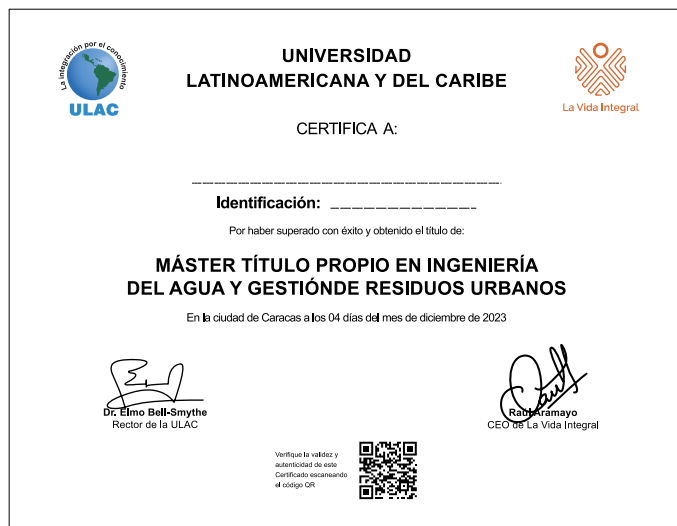 La integración por el conocimiento
ULAC
UNIVERSIDAD
LATINOAMERICANA Y DEL CARIBE
La Vida Integral
CERTIFICA A:
Identificación:
Por haber superado con éxito y obtenido el título de:
MÁSTER TÍTULO PROPIO EN INGENIERÍA
DEL AGUA Y GESTIÓNDE RESIDUOS URBANOS
En la ciudad de Caracas a los 04 días del mes de diciembre de 2023
Dr. Elmo Bell-Smythe
Rector de la ULAC
Raúl Aramayo
CEO de La Vida Integral
Verifique la validez y
autenticidad de este
Certificado escaneando
el código QR